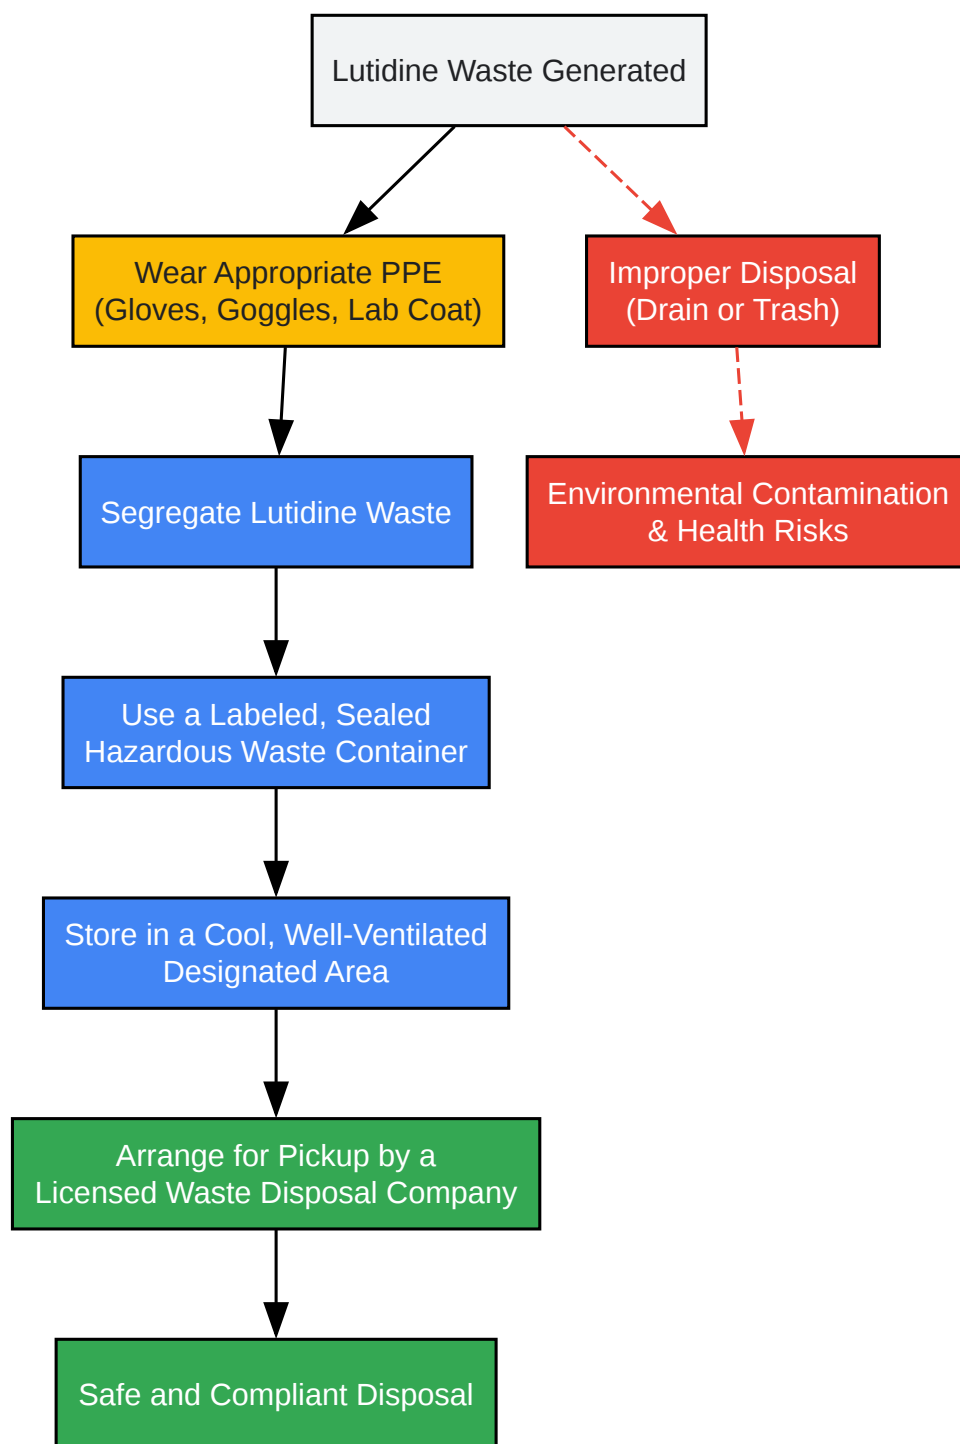 Lutidine Waste Generated
Wear Appropriate PPE
(Gloves, Goggles, Lab Coat)
Improper Disposal
(Drain or Trash)
Segregate Lutidine Waste
Environmental Contamination
& Health Risks
Use a Labeled, Sealed
Hazardous Waste Container
Store in a Cool, Well-Ventilated
Designated Area
Arrange for Pickup by a
Licensed Waste Disposal Company
Safe and Compliant Disposal